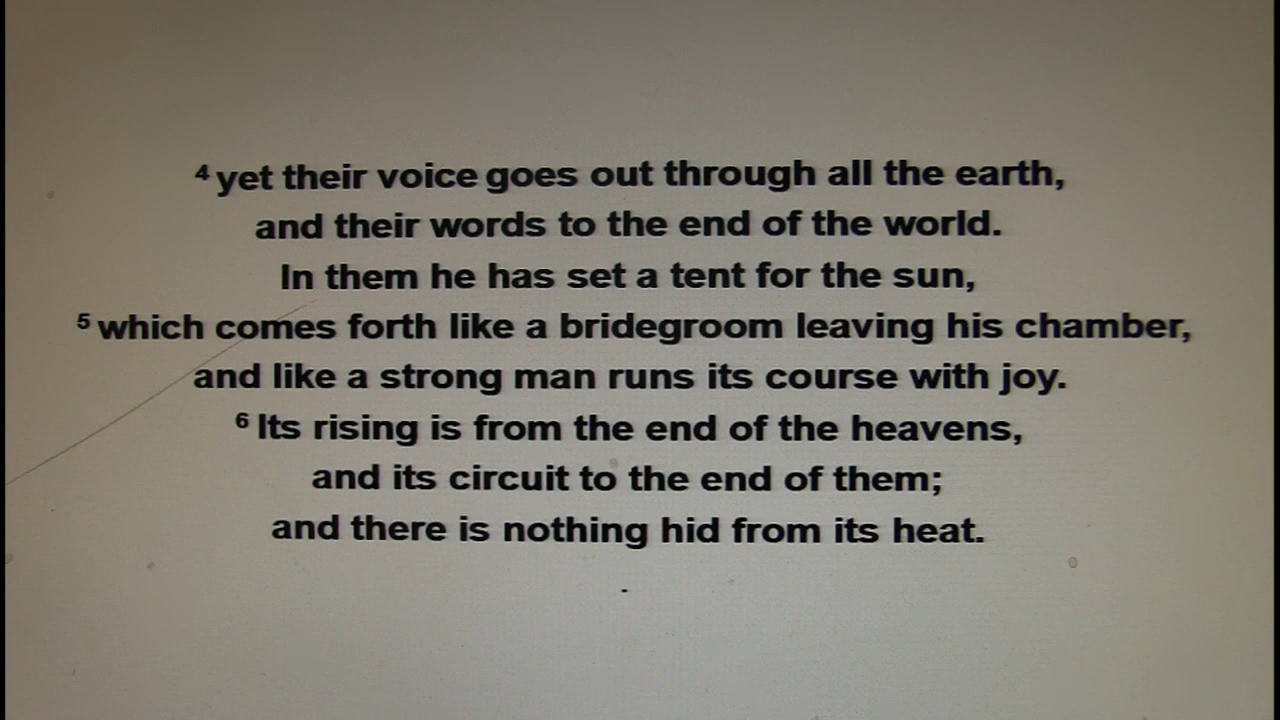 4 yet their voice goes out through all the earth,
and their words to the end of the world.
In them he has set a tent for the sun,
5 which comes forth like a bridegroom leaving his chamber,
and like a strong man runs its course with joy.
6 Its rising is from the end of the heavens,
and its circuit to the end of them;
and there is nothing hid from its heat.